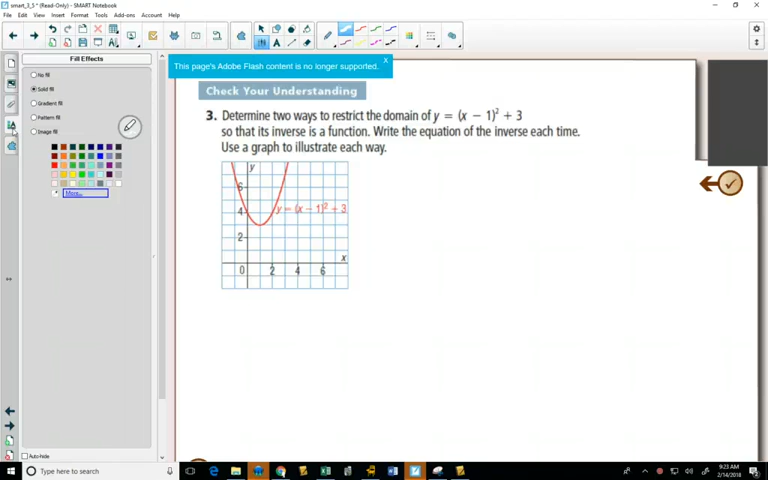 smart_3_5 * (Read-Only) - SMART Notebook
File Edit View Insert Format Tools Add-ons Account Help
Fill Effects
This page's Adobe Flash content is no longer supported. X
No fill
Solid fill
Gradient fill
Pattern fill
Image fill
More...
Check Your Understanding
3. Determine two ways to restrict the domain of y = (x − 1)² + 3
so that its inverse is a function. Write the equation of the inverse each time.
Use a graph to illustrate each way.
y
6
4
y = (x − 1)² + 3
2
x
0 2 4 6
Auto-hide
Type here to search
9:23 AM
2/14/2018